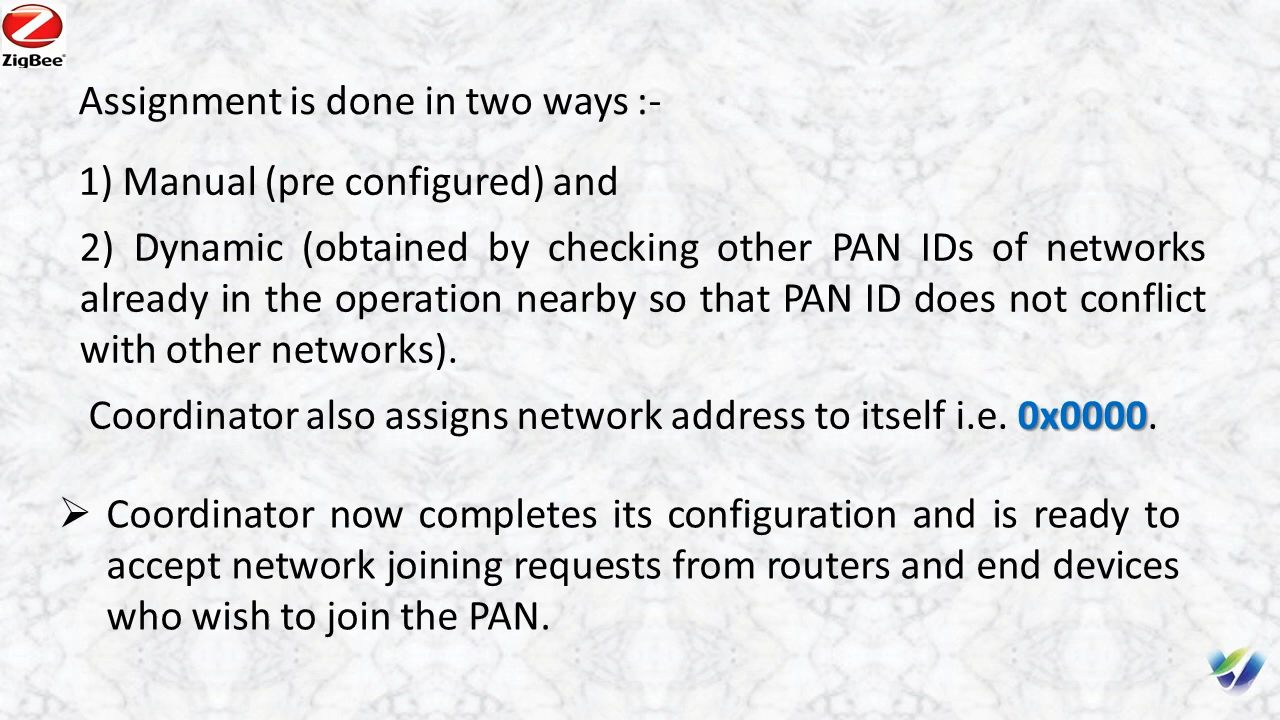 ZigBee®
Assignment is done in two ways :-
1) Manual (pre configured) and
2) Dynamic (obtained by checking other PAN IDs of networks
already in the operation nearby so that PAN ID does not conflict
with other networks).
Coordinator also assigns network address to itself i.e. 0x0000.
➢ Coordinator now completes its configuration and is ready to
accept network joining requests from routers and end devices
who wish to join the PAN.